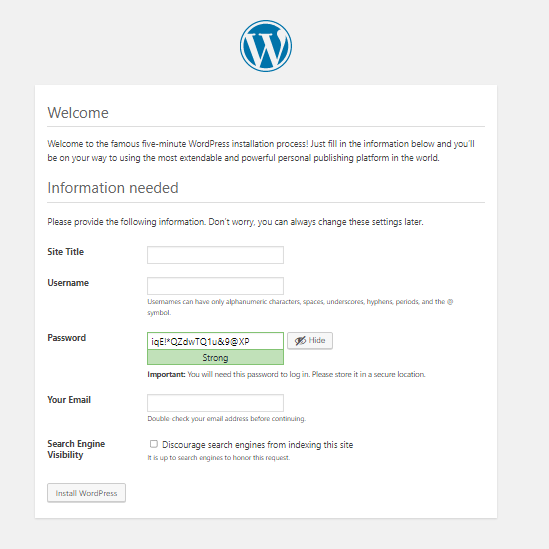 Welcome
Welcome to the famous five-minute WordPress installation process! Just fill in the information below and you'll
be on your way to using the most extendable and powerful personal publishing platform in the world.
Information needed
Please provide the following information. Don't worry, you can always change these settings later.
Site Title
Username
Usernames can have only alphanumeric characters, spaces, underscores, hyphens, periods, and the @
symbol.
Password
iqE!*QZdwTQ1u&9@XP
Hide
Strong
Important: You will need this password to log in. Please store it in a secure location.
Your Email
Double-check your email address before continuing.
Search Engine
Visibility
Discourage search engines from indexing this site
It is up to search engines to honor this request.
Install WordPress